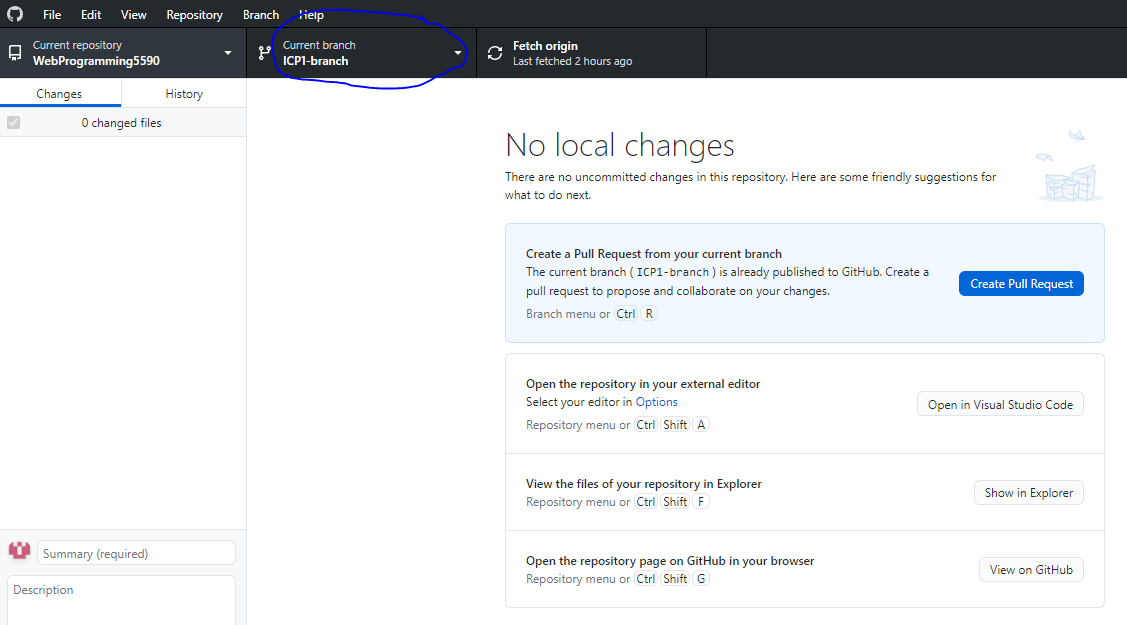 File Edit View Repository Branch Help
Current repository
WebProgramming5590
Current branch
ICP1-branch
Fetch origin
Last fetched 2 hours ago
Changes History
0 changed files
No local changes
There are no uncommitted changes in this repository. Here are some friendly suggestions for
what to do next.
Create a Pull Request from your current branch
The current branch ( ICP1-branch ) is already published to GitHub. Create a
pull request to propose and collaborate on your changes.
Branch menu or Ctrl R
Create Pull Request
Open the repository in your external editor
Select your editor in Options
Repository menu or Ctrl Shift A
Open in Visual Studio Code
View the files of your repository in Explorer
Repository menu or Ctrl Shift F
Show in Explorer
Open the repository page on GitHub in your browser
Repository menu or Ctrl Shift G
View on GitHub
Summary (required)
Description